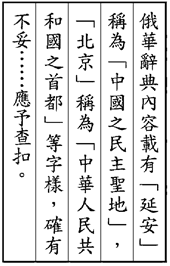 俄華辭典內容載有「延安」
稱為「中國之民主聖地」，
「北京」稱為「中華人民共
和國之首都」等字樣，確有
不妥……應予查扣。